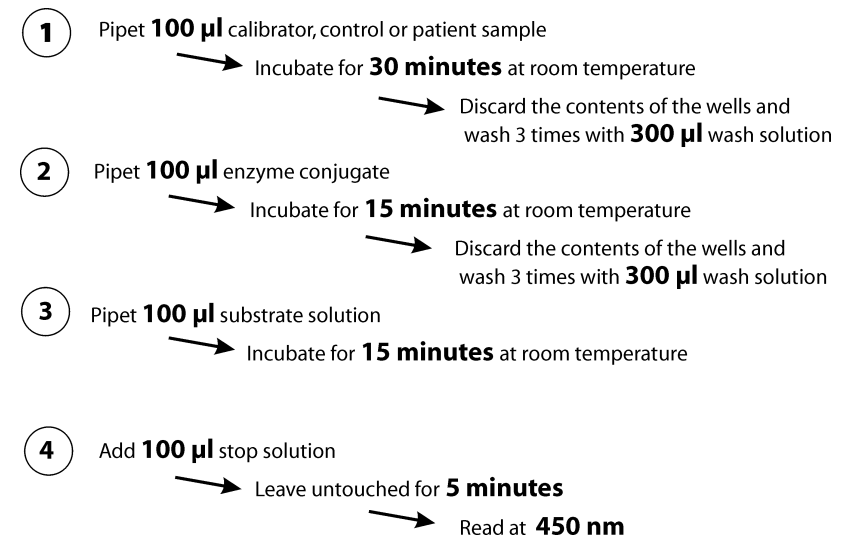 1 Pipet 100 µl calibrator, control or patient sample
Incubate for 30 minutes at room temperature
Discard the contents of the wells and
wash 3 times with 300 µl wash solution
2 Pipet 100 µl enzyme conjugate
Incubate for 15 minutes at room temperature
Discard the contents of the wells and
wash 3 times with 300 µl wash solution
3 Pipet 100 µl substrate solution
Incubate for 15 minutes at room temperature
4 Add 100 µl stop solution
Leave untouched for 5 minutes
Read at 450 nm